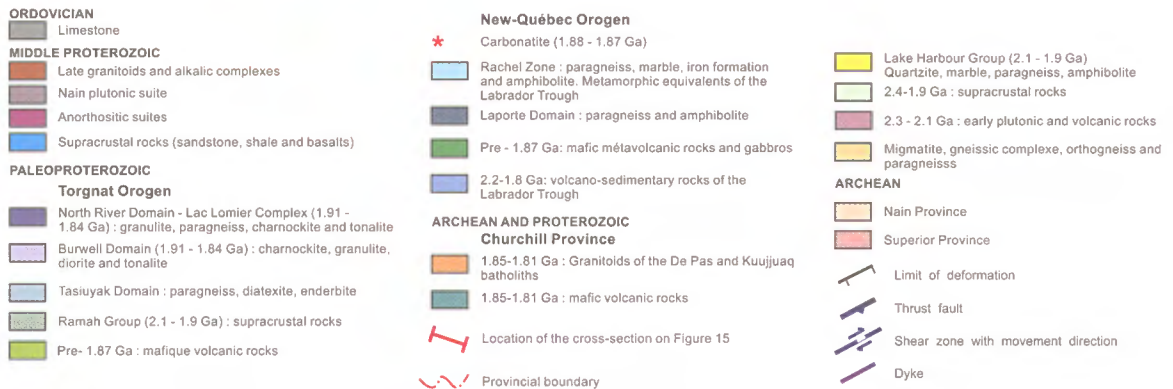 ORDOVICIAN
Limestone
MIDDLE PROTEROZOIC
Late granitoids and alkalic complexes
Nain plutonic suite
Anorthositic suites
Supracrustal rocks (sandstone, shale and basalts)
PALEOPROTEROZOIC
Torgnat Orogen
North River Domain - Lac Lomier Complex (1.91 -
1.84 Ga) : granulite, paragneiss, charnockite and tonalite
Burwell Domain (1.91 - 1.84 Ga) : charnockite, granulite,
diorite and tonalite
Tasiuyak Domain : paragneiss, diatexite, enderbite
Ramah Group (2.1 - 1.9 Ga) : supracrustal rocks
Pre- 1.87 Ga : mafique volcanic rocks
New-Québec Orogen
* Carbonatite (1.88 - 1.87 Ga)
Rachel Zone : paragneiss, marble, iron formation
and amphibolite. Metamorphic equivalents of the
Labrador Trough
Laporte Domain : paragneiss and amphibolite
Pre - 1.87 Ga: mafic métavolcanic rocks and gabbros
2.2-1.8 Ga: volcano-sedimentary rocks of the
Labrador Trough
ARCHEAN AND PROTEROZOIC
Churchill Province
1.85-1.81 Ga : Granitoids of the De Pas and Kuujjuaq
batholiths
1.85-1.81 Ga : mafic volcanic rocks
Location of the cross-section on Figure 15
Provincial boundary
Lake Harbour Group (2.1 - 1.9 Ga)
Quartzite, marble, paragneiss, amphibolite
2.4-1.9 Ga : supracrustal rocks
2.3 - 2.1 Ga : early plutonic and volcanic rocks
Migmatite, gneissic complexe, orthogneiss and
paragneisss
ARCHEAN
Nain Province
Superior Province
Limit of deformation
Thrust fault
Shear zone with movement direction
Dyke